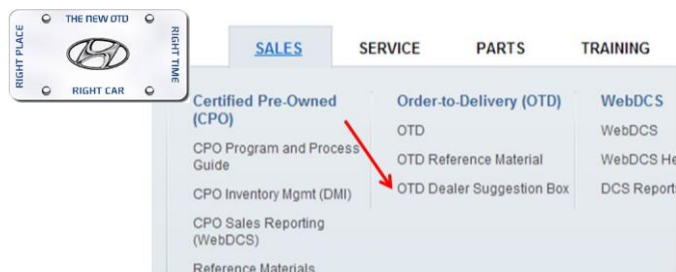 THE NEW OTD
RIGHT PLACE
RIGHT TIME
RIGHT CAR
SALES
SERVICE
PARTS
TRAINING
Certified Pre-Owned
(CPO)
CPO Program and Process
Guide
CPO Inventory Mgmt (DMI)
CPO Sales Reporting
(WebDCS)
Reference Materials
Order-to-Delivery (OTD)
OTD
OTD Reference Material
OTD Dealer Suggestion Box
WebDCS
WebDCS
WebDCS He
DCS Reports